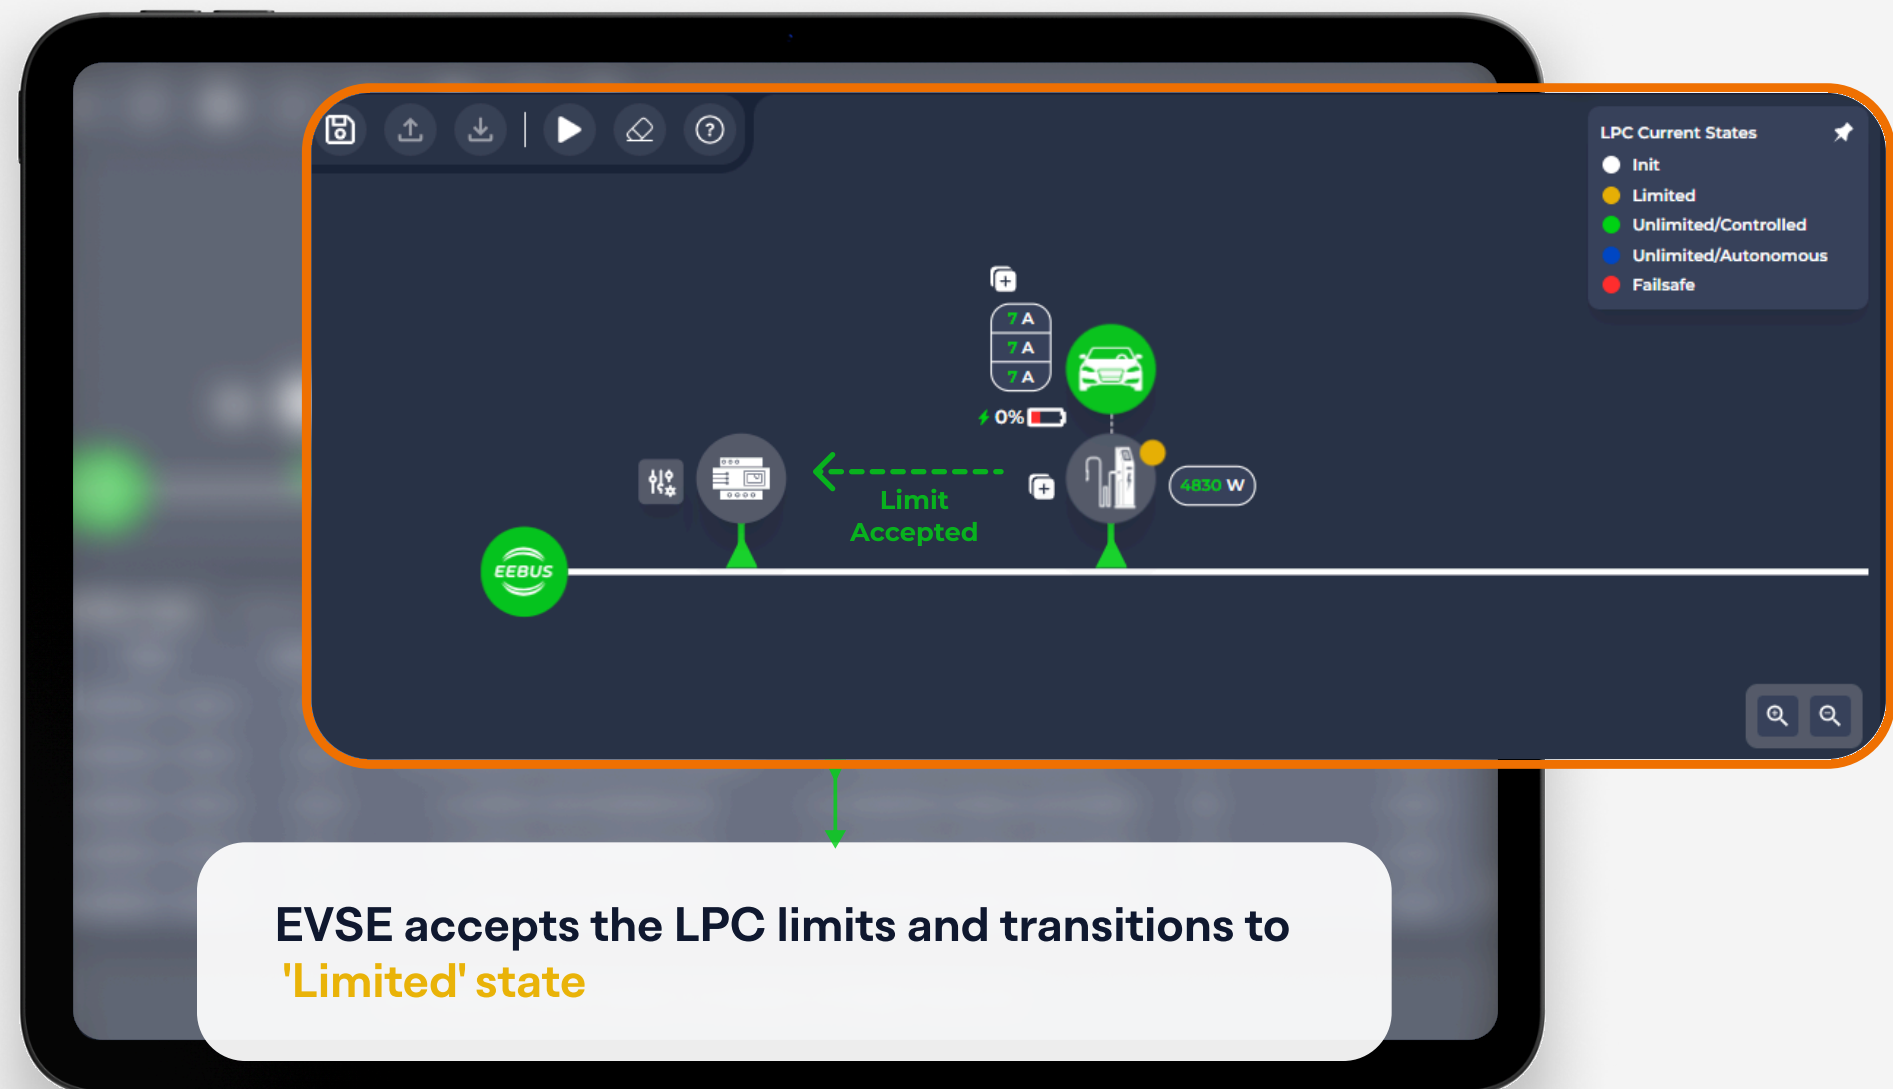 LPC Current States
Init
Limited
Unlimited/Controlled
Unlimited/Autonomous
Failsafe
7 A
7 A
7 A
0%
4830 W
Limit
Accepted
EEBUS
EVSE accepts the LPC limits and transitions to
'Limited' state